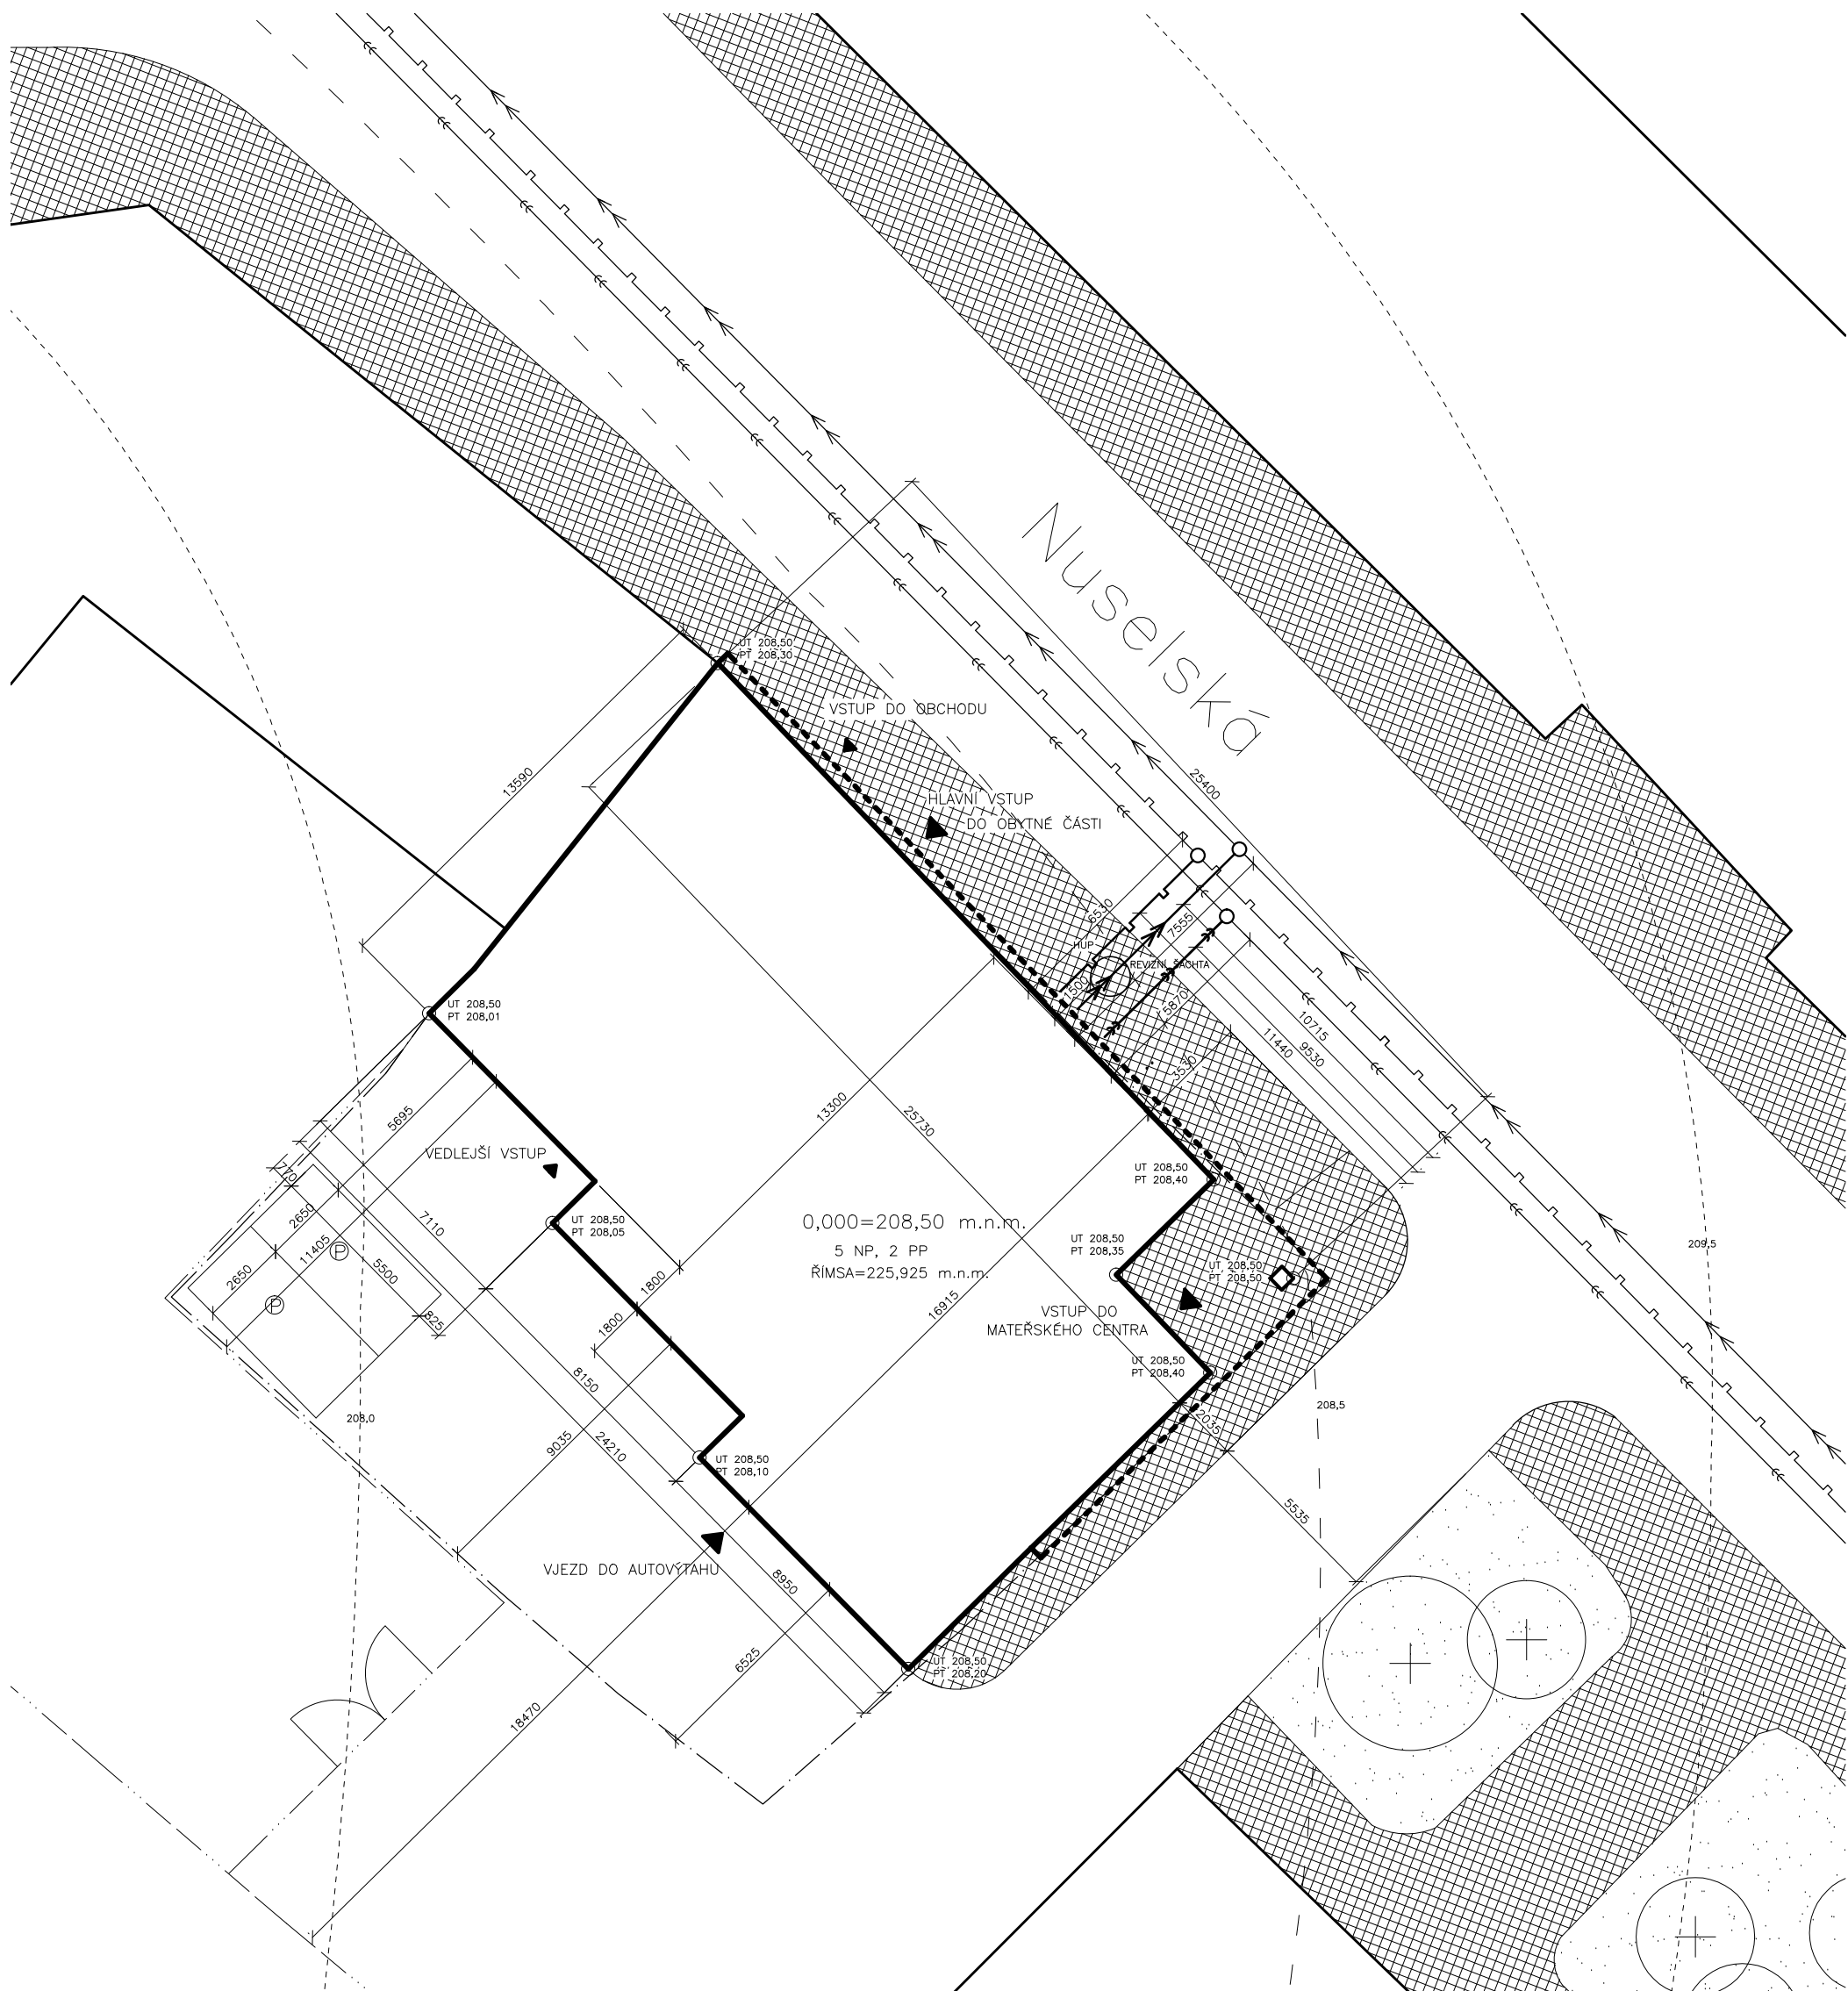 Nuselská
UT 208,50
PT 208,30
VSTUP DO OBCHODU
13590
25400
HLAVNÍ VSTUP
DO OBYTNÉ ČÁSTI
6530
7555
HUP
REVIZNÍ ŠACHTA
1500
5870
UT 208,50
PT 208,01
10715
9530
11440
3530
13300
25730
5695
VEDLEJŠÍ VSTUP
770
UT 208,50
PT 208,40
2650
7110
UT 208,50
PT 208,05
0,000=208,50 m.n.m.
5 NP, 2 PP
ŘÍMSA=225,925 m.n.m.
UT 208,50
PT 208,35
209,5
11405
P
5500
2650
P
825
1800
1800
16915
UT 208,50
PT 208,50
VSTUP DO
MATEŘSKÉHO CENTRA
UT 208,50
PT 208,40
8150
208,0
2035
208,5
9035
24210
UT 208,50
PT 208,10
5535
VJEZD DO AUTOVÝTAHU
8950
6525
UT 208,50
PT 208,20
18470